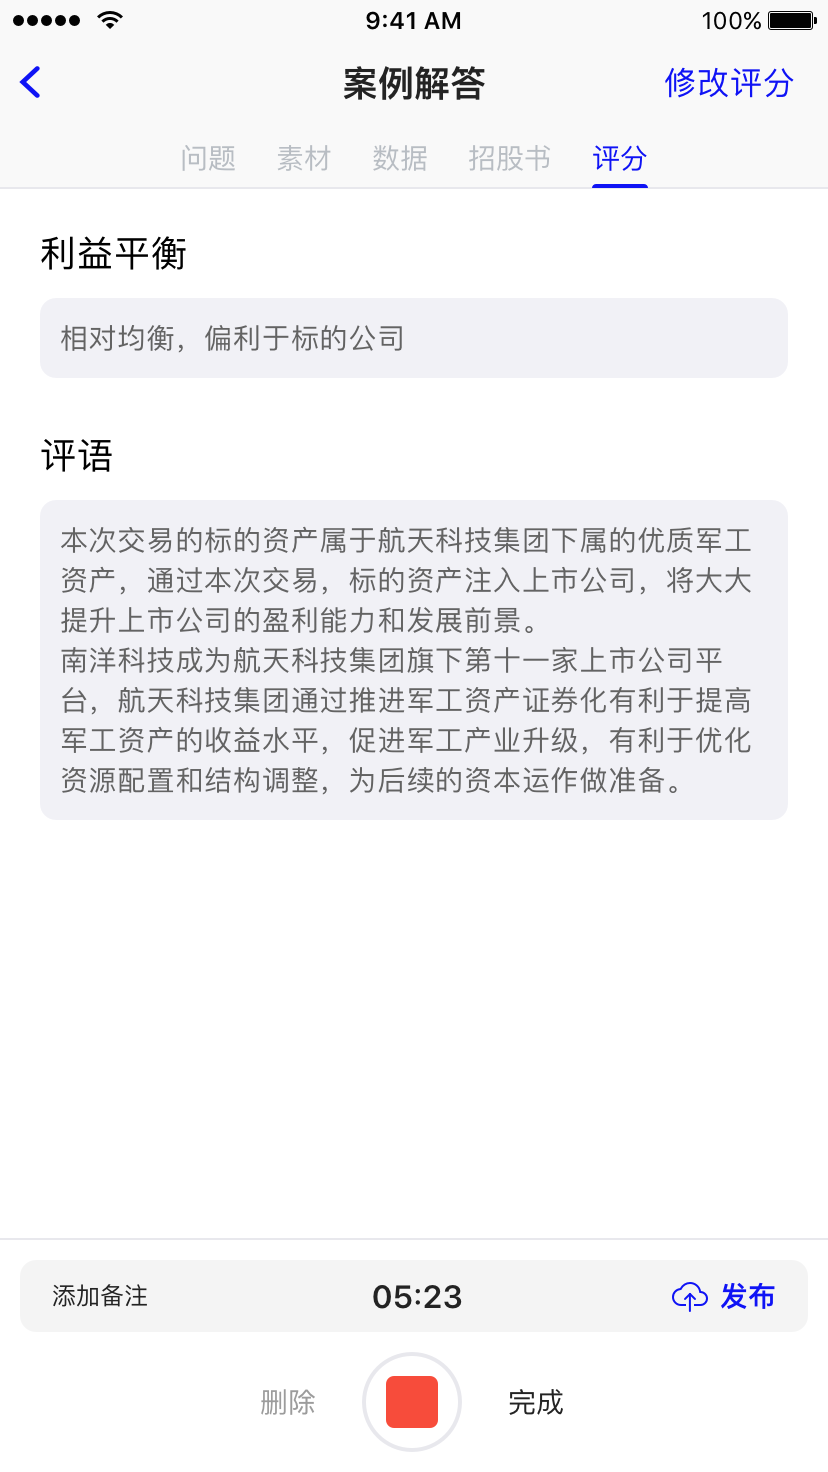 9:41 AM
100%
案例解答
修改评分
问题
素材
数据
招股书
评分
利益平衡
相对均衡，偏利于标的公司
评语
本次交易的标的资产属于航天科技集团下属的优质军工
资产，通过本次交易，标的资产注入上市公司，将大大
提升上市公司的盈利能力和发展前景。
南洋科技成为航天科技集团旗下第十一家上市公司平
台，航天科技集团通过推进军工资产证券化有利于提高
军工资产的收益水平，促进军工产业升级，有利于优化
资源配置和结构调整，为后续的资本运作做准备。
添加备注
05:23
发布
删除
完成